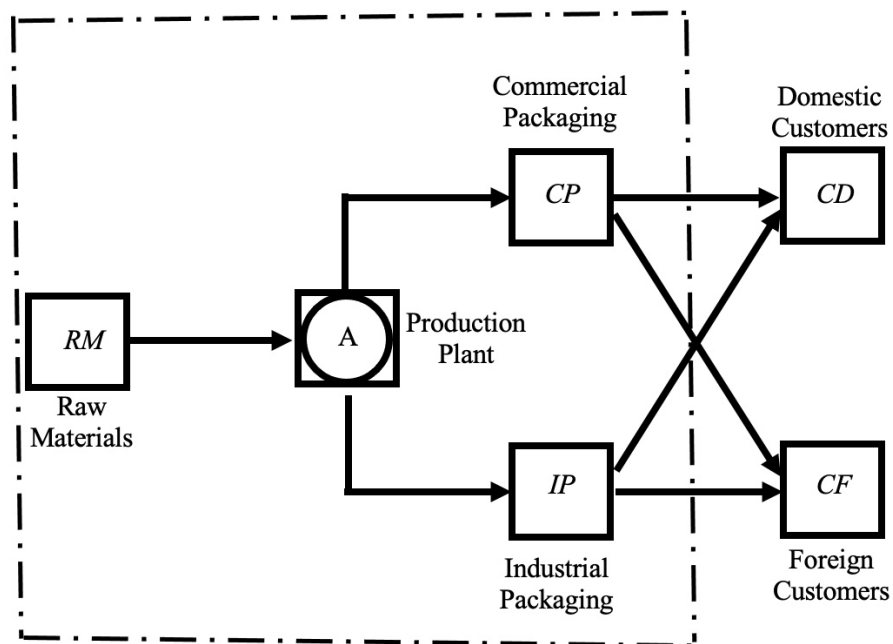 Commercial
Packaging
Domestic
Customers
CP
CD
RM
A
Production
Plant
Raw
Materials
IP
CF
Industrial
Packaging
Foreign
Customers